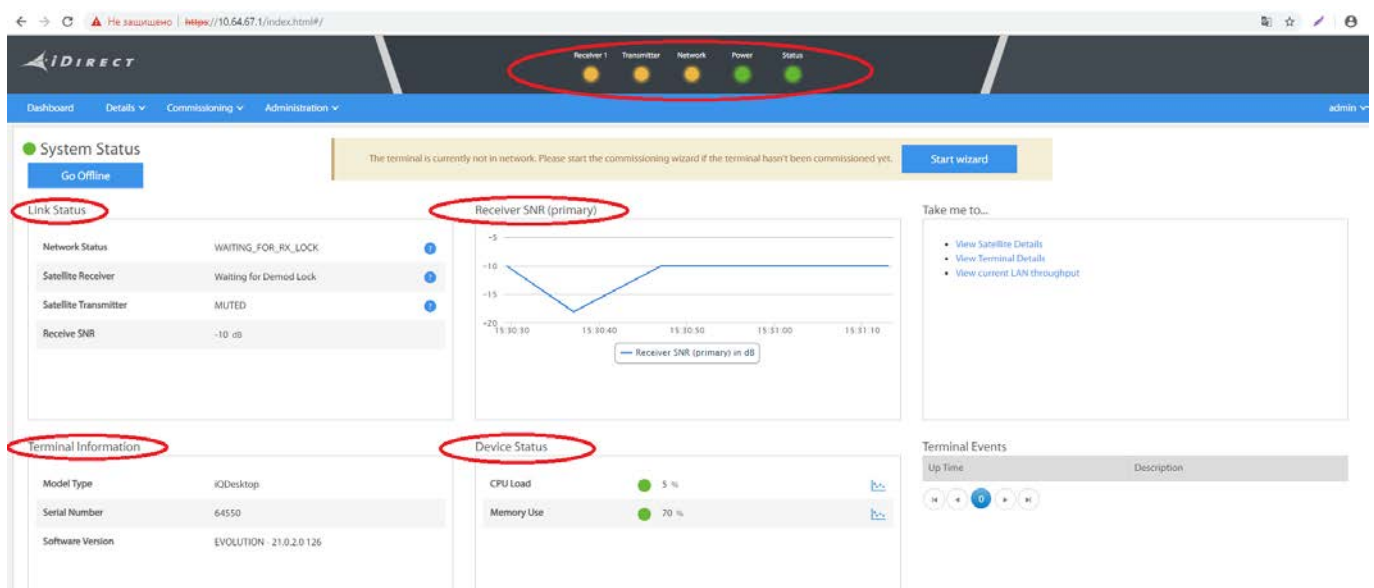 Не защищено | https://10.64.67.1/index.html#/
iDIRECT
Receiver 1 Transmitter Network Power Status
Dashboard Details Commissioning Administration admin
System Status
Go Offline
The terminal is currently not in network. Please start the commissioning wizard if the terminal hasn't been commissioned yet. Start wizard
Link Status
Network Status WAITING_FOR_RX_LOCK ?
Satellite Receiver Waiting for Demod Lock ?
Satellite Transmitter MUTED ?
Receive SNR -10 dB
Receiver SNR (primary)
-5
-10
-15
-20
15:30:30 15:30:40 15:30:50 15:31:00 15:31:10
Receiver SNR (primary) in dB
Take me to...
View Satellite Details
View Terminal Details
View current LAN throughput
Terminal Information
Model Type iQDesktop
Serial Number 64550
Software Version EVOLUTION - 21.0.2.0 126
Device Status
CPU Load 5 %
Memory Use 70 %
Terminal Events
Up Time Description
0